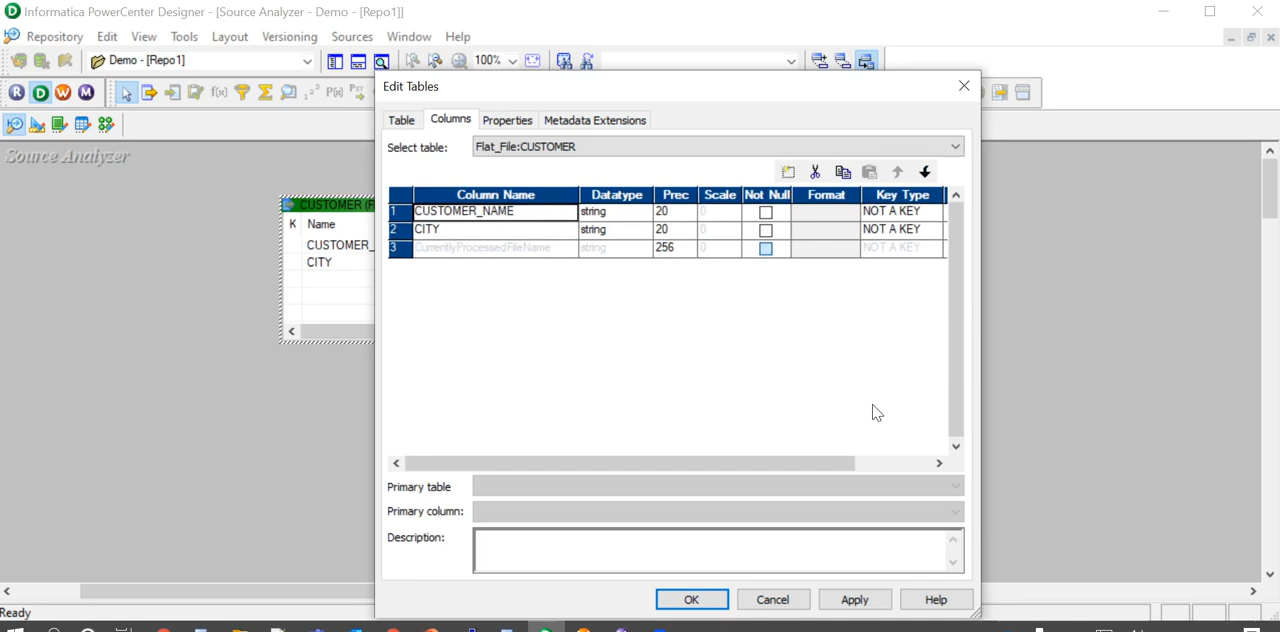 Informatica PowerCenter Designer - [Source Analyzer - Demo - [Repo1]]
Repository Edit View Tools Layout Versioning Sources Window Help
Demo - [Repo1] 100%
Edit Tables
R D W M f(x) P(x)
Table Columns Properties Metadata Extensions
Select table: Flat_File:CUSTOMER
Source Analyzer
Column Name Datatype Prec Scale Not Null Format Key Type
1 CUSTOMER_NAME string 20 0 NOT A KEY
2 CITY string 20 0 NOT A KEY
3 CurrentlyProcessedFileName string 256 0 NOT A KEY
CUSTOMER (F
K Name
CUSTOMER_
CITY
Primary table
Primary column:
Description:
OK Cancel Apply Help
Ready